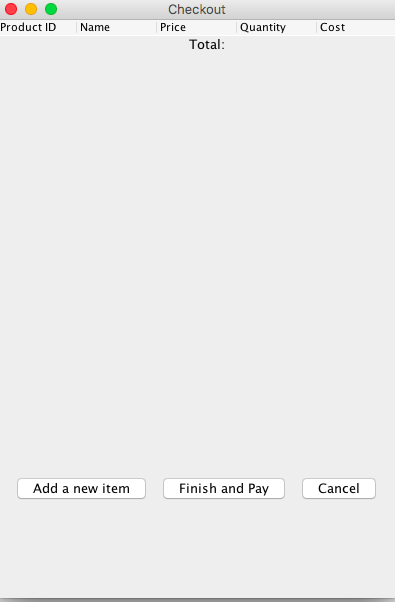 Checkout
Product ID Name Price Quantity Cost
Total:
Add a new item Finish and Pay Cancel